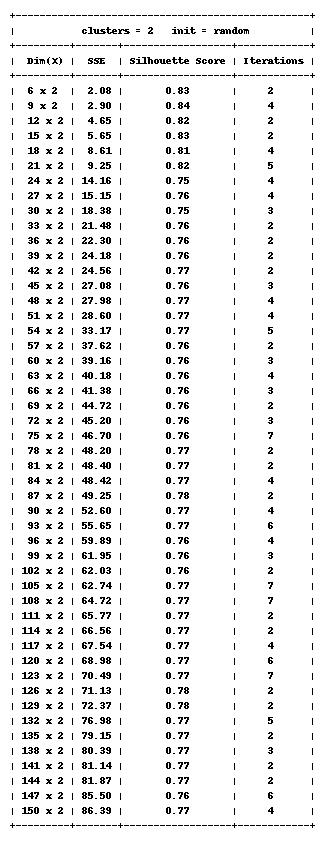 +----------+--------+--------------------+------------+
| clusters = 2 init = random |
+----------+--------+--------------------+------------+
| Dim(X) | SSE | Silhouette Score | Iterations |
+----------+--------+--------------------+------------+
| 6 x 2 | 2.08 | 0.83 | 2 |
| 9 x 2 | 2.90 | 0.84 | 4 |
| 12 x 2 | 4.65 | 0.82 | 2 |
| 15 x 2 | 5.65 | 0.83 | 2 |
| 18 x 2 | 8.61 | 0.81 | 4 |
| 21 x 2 | 9.25 | 0.82 | 5 |
| 24 x 2 | 14.16 | 0.75 | 4 |
| 27 x 2 | 15.15 | 0.76 | 4 |
| 30 x 2 | 18.38 | 0.75 | 3 |
| 33 x 2 | 21.48 | 0.76 | 2 |
| 36 x 2 | 22.30 | 0.76 | 2 |
| 39 x 2 | 24.18 | 0.76 | 2 |
| 42 x 2 | 24.56 | 0.77 | 2 |
| 45 x 2 | 27.08 | 0.76 | 3 |
| 48 x 2 | 27.98 | 0.77 | 4 |
| 51 x 2 | 28.60 | 0.77 | 4 |
| 54 x 2 | 33.17 | 0.77 | 5 |
| 57 x 2 | 37.62 | 0.76 | 2 |
| 60 x 2 | 39.16 | 0.76 | 3 |
| 63 x 2 | 40.18 | 0.76 | 4 |
| 66 x 2 | 41.38 | 0.76 | 3 |
| 69 x 2 | 44.72 | 0.76 | 2 |
| 72 x 2 | 45.20 | 0.76 | 3 |
| 75 x 2 | 46.70 | 0.76 | 7 |
| 78 x 2 | 48.20 | 0.77 | 2 |
| 81 x 2 | 48.40 | 0.77 | 2 |
| 84 x 2 | 48.42 | 0.77 | 4 |
| 87 x 2 | 49.25 | 0.78 | 2 |
| 90 x 2 | 52.60 | 0.77 | 4 |
| 93 x 2 | 55.65 | 0.77 | 6 |
| 96 x 2 | 59.89 | 0.76 | 4 |
| 99 x 2 | 61.95 | 0.76 | 3 |
| 102 x 2 | 62.03 | 0.76 | 2 |
| 105 x 2 | 62.74 | 0.77 | 7 |
| 108 x 2 | 64.72 | 0.77 | 7 |
| 111 x 2 | 65.77 | 0.77 | 2 |
| 114 x 2 | 66.56 | 0.77 | 2 |
| 117 x 2 | 67.54 | 0.77 | 4 |
| 120 x 2 | 68.98 | 0.77 | 6 |
| 123 x 2 | 70.49 | 0.77 | 7 |
| 126 x 2 | 71.13 | 0.78 | 2 |
| 129 x 2 | 72.37 | 0.78 | 2 |
| 132 x 2 | 76.98 | 0.77 | 5 |
| 135 x 2 | 79.15 | 0.77 | 2 |
| 138 x 2 | 80.39 | 0.77 | 3 |
| 141 x 2 | 81.14 | 0.77 | 2 |
| 144 x 2 | 81.87 | 0.77 | 2 |
| 147 x 2 | 85.50 | 0.76 | 6 |
| 150 x 2 | 86.39 | 0.77 | 4 |
+----------+--------+--------------------+------------+